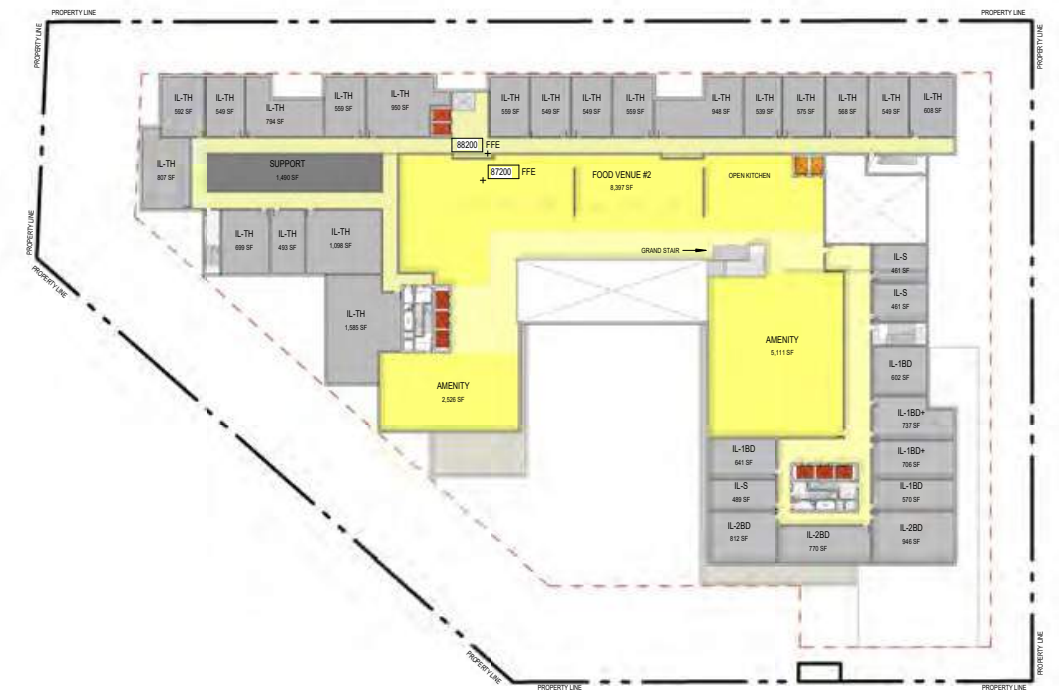 PROPERTY LINE
PROPERTY LINE
PROPERTY LINE
PROPERTY LINE
IL-TH
592 SF
IL-TH
549 SF
IL-TH
794 SF
IL-TH
559 SF
IL-TH
950 SF
IL-TH
559 SF
IL-TH
549 SF
IL-TH
549 SF
IL-TH
559 SF
IL-TH
948 SF
IL-TH
539 SF
IL-TH
575 SF
IL-TH
568 SF
IL-TH
549 SF
IL-TH
608 SF
88200 FFE
87200 FFE
IL-TH
807 SF
SUPPORT
1,490 SF
FOOD VENUE #2
8,397 SF
OPEN KITCHEN
IL-TH
699 SF
IL-TH
493 SF
IL-TH
1,098 SF
GRAND STAIR
PROPERTY LINE
PROPERTY LINE
IL-S
461 SF
IL-S
461 SF
IL-TH
1,585 SF
AMENITY
5,111 SF
IL-1BD
602 SF
AMENITY
2,526 SF
IL-1BD+
737 SF
IL-1BD
641 SF
IL-1BD+
706 SF
IL-S
489 SF
IL-1BD
570 SF
IL-2BD
812 SF
IL-2BD
770 SF
IL-2BD
946 SF
PROPERTY LINE
PROPERTY LINE
PROPERTY LINE
PROPERTY LINE